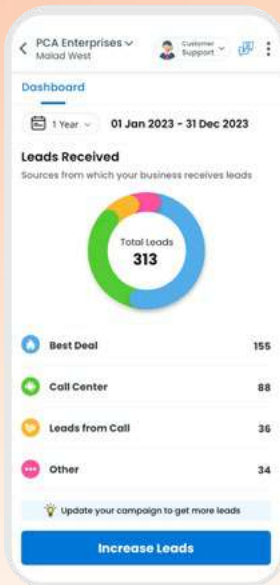 PCA Enterprises
Malad West
Customer
Support
Dashboard
1 Year
01 Jan 2023 - 31 Dec 2023
Leads Received
Sources from which your business receives leads
Total Leads
313
Best Deal 155
Call Center 88
Leads from Call 36
Other 34
Update your campaign to get more leads
Increase Leads